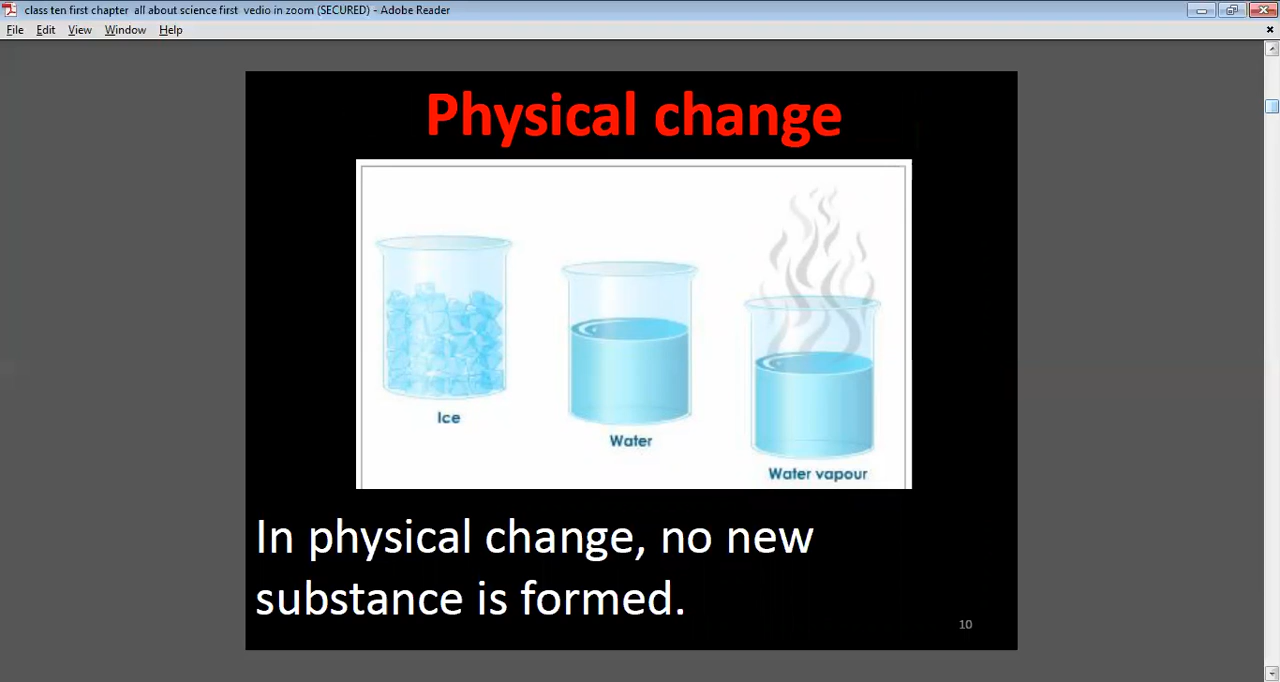 class ten first chapter  all about science first  vedio in zoom (SECURED) - Adobe Reader
File Edit View Window Help
Physical change
Ice
Water
Water vapour
In physical change, no new
substance is formed.
10